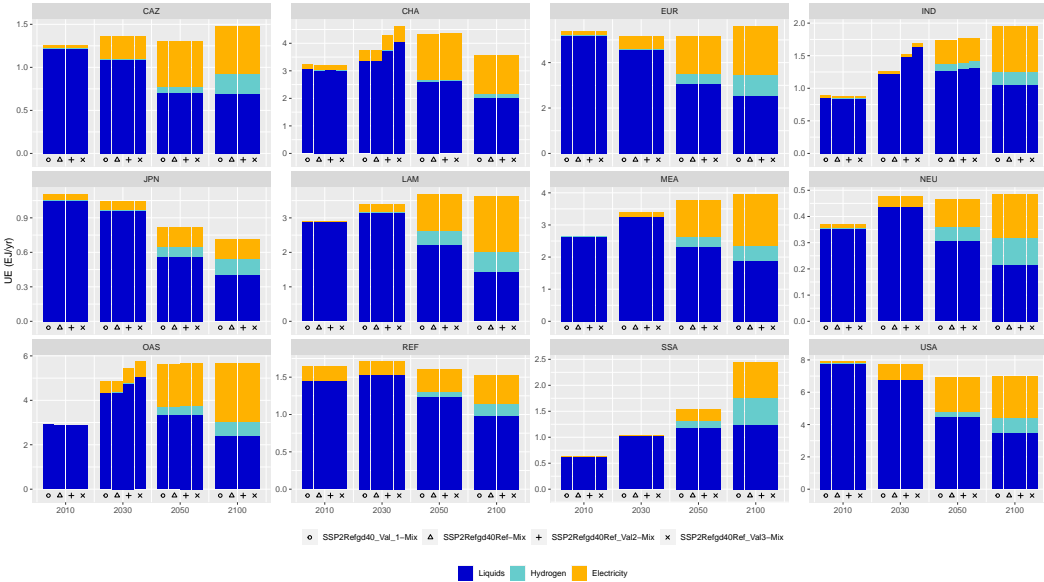 CAZ
CHA
EUR
IND
1.5
1.0
0.5
0.0
4
3
2
1
0
4
2
0
2.0
1.5
1.0
0.5
0.0
JPN
LAM
MEA
NEU
UE (EJ/yr)
0.9
0.6
0.3
0.0
3
2
1
0
4
3
2
1
0
0.5
0.4
0.3
0.2
0.1
0.0
OAS
REF
SSA
USA
6
4
2
0
1.5
1.0
0.5
0.0
2.5
2.0
1.5
1.0
0.5
0.0
8
6
4
2
0
2010 2030 2050 2100
2010 2030 2050 2100
2010 2030 2050 2100
2010 2030 2050 2100
SSP2Refgd40_Val_1−Mix SSP2Refgd40Ref−Mix SSP2Refgd40Ref_Val2−Mix SSP2Refgd40Ref_Val3−Mix
Liquids Hydrogen Electricity